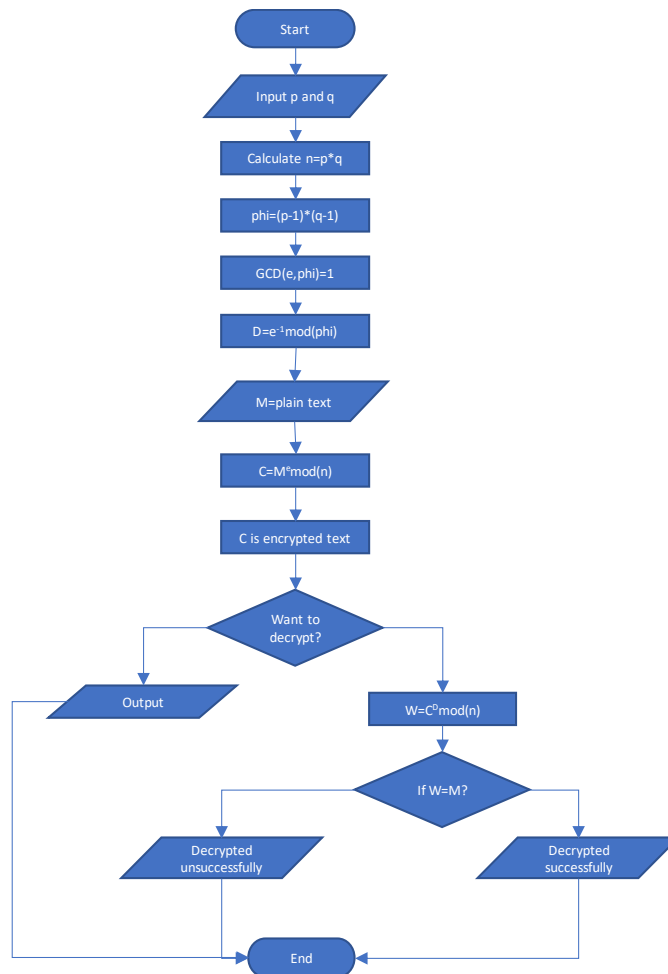 Start
Input p and q
Calculate n=p*q
phi=(p-1)*(q-1)
GCD(e,phi)=1
D=e⁻¹mod(phi)
M=plain text
C=Mᵉmod(n)
C is encrypted text
Want to
decrypt?
Output
W=Cᴰmod(n)
If W=M?
Decrypted
unsuccessfully
Decrypted
successfully
End